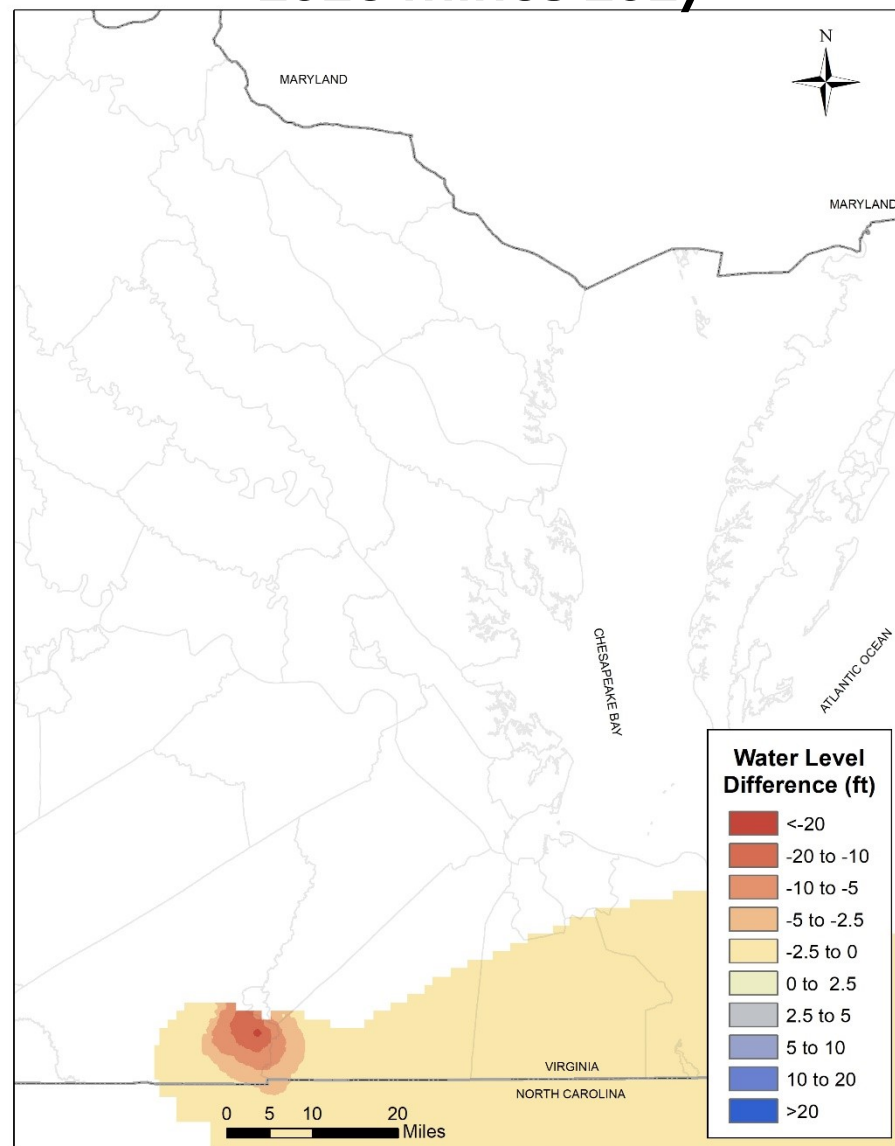 N
MARYLAND
MARYLAND
CHESAPEAKE BAY
ATLANTIC OCEAN
Water Level
Difference (ft)
<-20
-20 to -10
-10 to -5
-5 to -2.5
-2.5 to 0
0 to 2.5
2.5 to 5
5 to 10
10 to 20
>20
VIRGINIA
NORTH CAROLINA
0 5 10 20
Miles